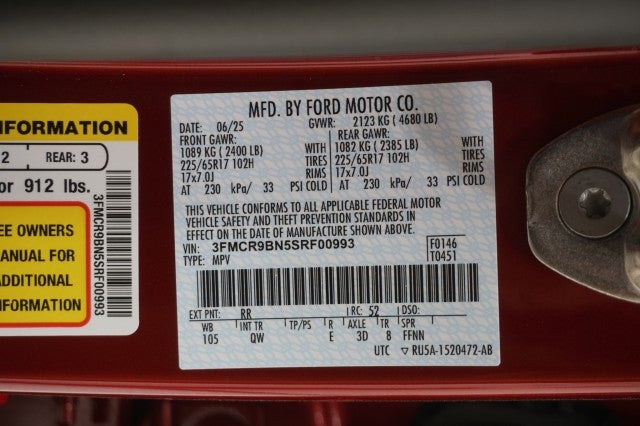 NFORMATION
2 REAR: 3
or 912 lbs.
EE OWNERS
ANUAL FOR
ADDITIONAL
INFORMATION
3FMCR9BN5SRF00993
MFD. BY FORD MOTOR CO.
DATE: 06/25 GVWR: 2123 KG ( 4680 LB)
FRONT GAWR: REAR GAWR:
1089 KG ( 2400 LB) WITH 1082 KG ( 2385 LB) WITH
225/65R17 102H TIRES 225/65R17 102H TIRES
17x7.0J RIMS 17x7.0J RIMS
AT 230 kPa/ 33 PSI COLD AT 230 kPa/ 33 PSI COLD
THIS VEHICLE CONFORMS TO ALL APPLICABLE FEDERAL MOTOR
VEHICLE SAFETY AND THEFT PREVENTION STANDARDS IN
EFFECT ON THE DATE OF MANUFACTURE SHOWN ABOVE.
VIN: 3FMCR9BN5SRF00993 F0146
TYPE: MPV T0451
EXT PNT: RR RC: 52 DSO:
WB INT TR TP/PS R AXLE TR SPR
105 QW E 3D 8 FFNN
UTC ▽ RU5A-1520472-AB